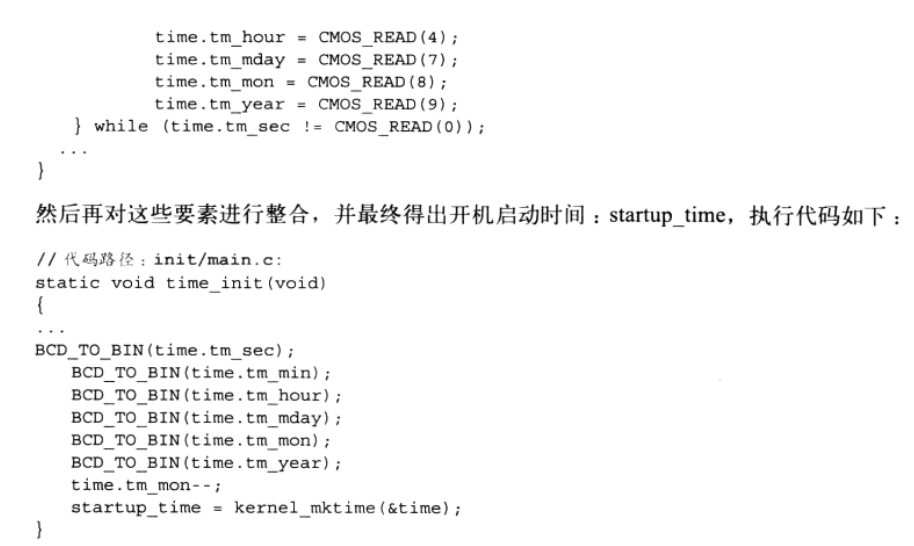 time.tm_hour = CMOS_READ(4);
time.tm_mday = CMOS_READ(7);
time.tm_mon = CMOS_READ(8);
time.tm_year = CMOS_READ(9);
} while (time.tm_sec != CMOS_READ(0));
...
}
然后再对这些要素进行整合，并最终得出开机启动时间：startup_time，执行代码如下：
//代码路径：init/main.c:
static void time_init(void)
{
...
BCD_TO_BIN(time.tm_sec);
BCD_TO_BIN(time.tm_min);
BCD_TO_BIN(time.tm_hour);
BCD_TO_BIN(time.tm_mday);
BCD_TO_BIN(time.tm_mon);
BCD_TO_BIN(time.tm_year);
time.tm_mon--;
startup_time = kernel_mktime(&time);
}